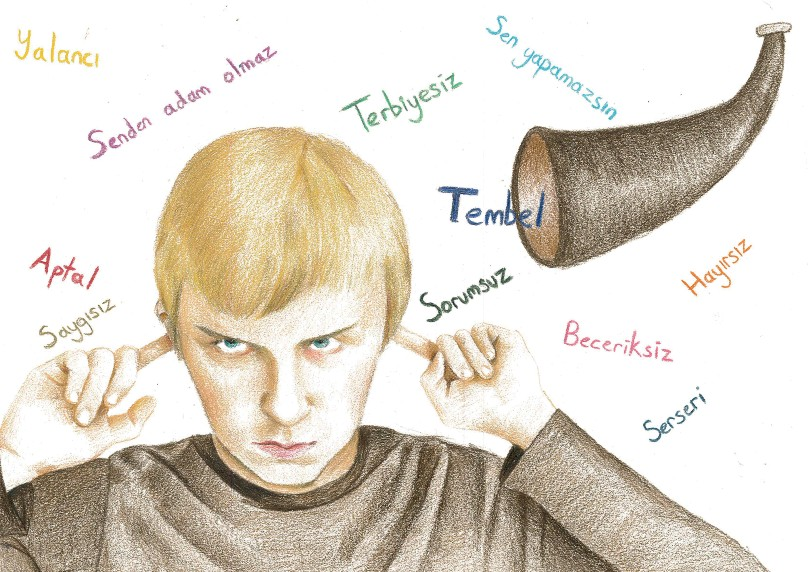 Yalancı
Senden adam olmaz
Terbiyesiz
Sen yapamazsın
Tembel
Aptal
Saygısız
Sorumsuz
Hayırsız
Beceriksiz
Serseri